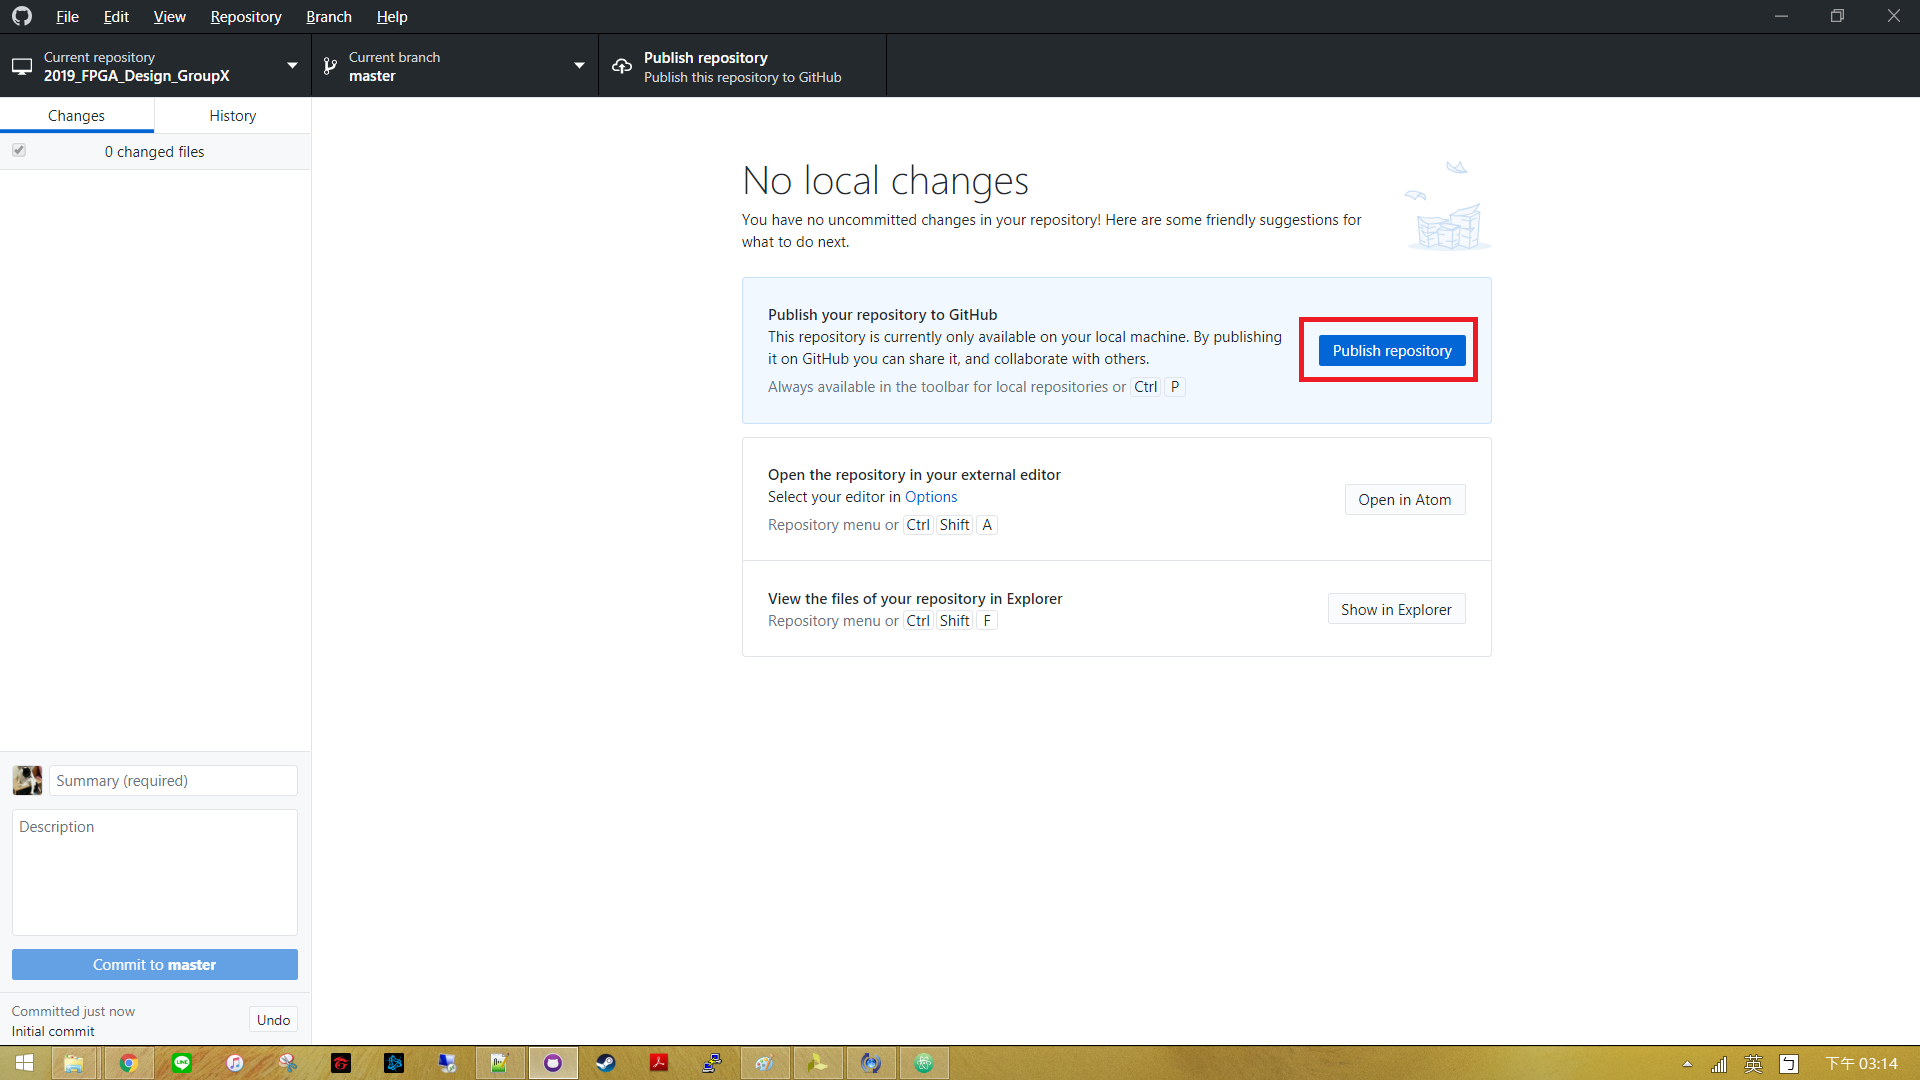 File Edit View Repository Branch Help
Current repository
2019_FPGA_Design_GroupX
Current branch
master
Publish repository
Publish this repository to GitHub
Changes History
0 changed files
No local changes
You have no uncommitted changes in your repository! Here are some friendly suggestions for
what to do next.
Publish your repository to GitHub
This repository is currently only available on your local machine. By publishing
it on GitHub you can share it, and collaborate with others.
Always available in the toolbar for local repositories or Ctrl P
Publish repository
Open the repository in your external editor
Select your editor in Options
Repository menu or Ctrl Shift A
Open in Atom
View the files of your repository in Explorer
Repository menu or Ctrl Shift F
Show in Explorer
Summary (required)
Description
Commit to master
Committed just now
Initial commit
Undo
LINE
英 ㄅ 下午 03:14